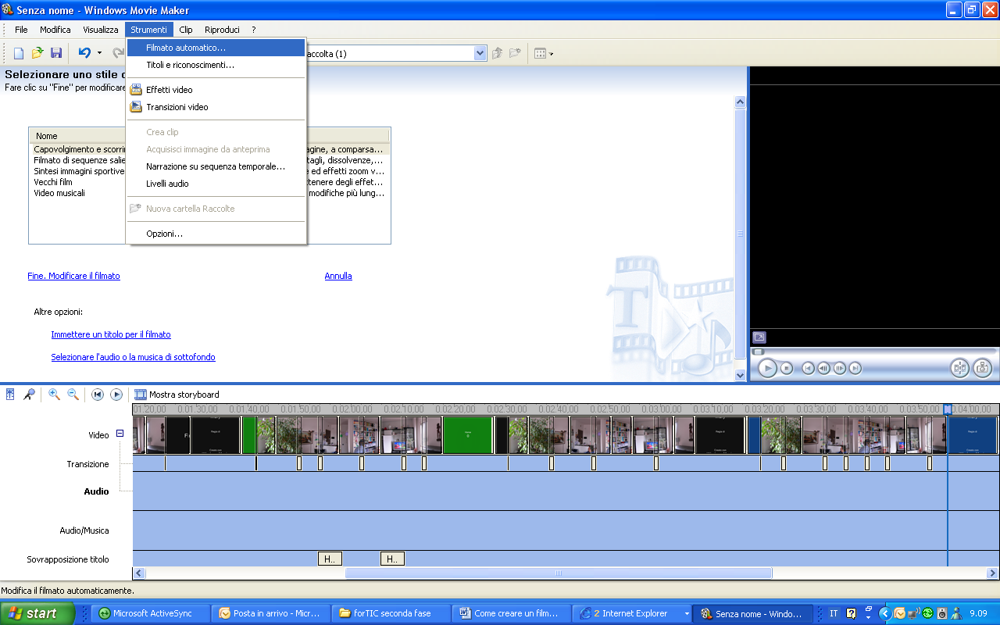 Senza nome - Windows Movie Maker
File Modifica Visualizza Strumenti Clip Riproduci ?
Filmato automatico...
Titoli e riconoscimenti...
Effetti video
Transizioni video
Crea clip
Acquisisci immagine da anteprima
Narrazione su sequenza temporale...
Livelli audio
Nuova cartella Raccolte
Opzioni...
accolta (1)
Selezionare uno stile
Fare clic su "Fine" per modificare
Nome
Capovolgimento e scorri agine, a comparsa...
Filmato di sequenze salie tagli, dissolvenze,...
Sintesi immagini sportive e ed effetti zoom v...
Vecchi film tenere degli effet...
Video musicali modifiche più lung...
Fine. Modificare il filmato Annulla
Altre opzioni:
Immettere un titolo per il filmato
Selezionare l'audio o la musica di sottofondo
Mostra storyboard
01.20,00 0.01.30,00 0.01.40,00 0.01.50,00 0.02.00,00 0.02.10,00 0.02.20,00 0.02.30,00 0.02.40,00 0.02.50,00 0.03.00,00 0.03.10,00 0.03.20,00 0.03.30,00 0.03.40,00 0.03.50,00 0.04.00,00
Video
Transizione
Audio
Audio/Musica
Sovrapposizione titolo H.. H..
Modifica il filmato automaticamente.
start Microsoft ActiveSync Posta in arrivo - Micr... forTIC seconda fase Come creare un film... 2 Internet Explorer Senza nome - Windo... IT 9.09